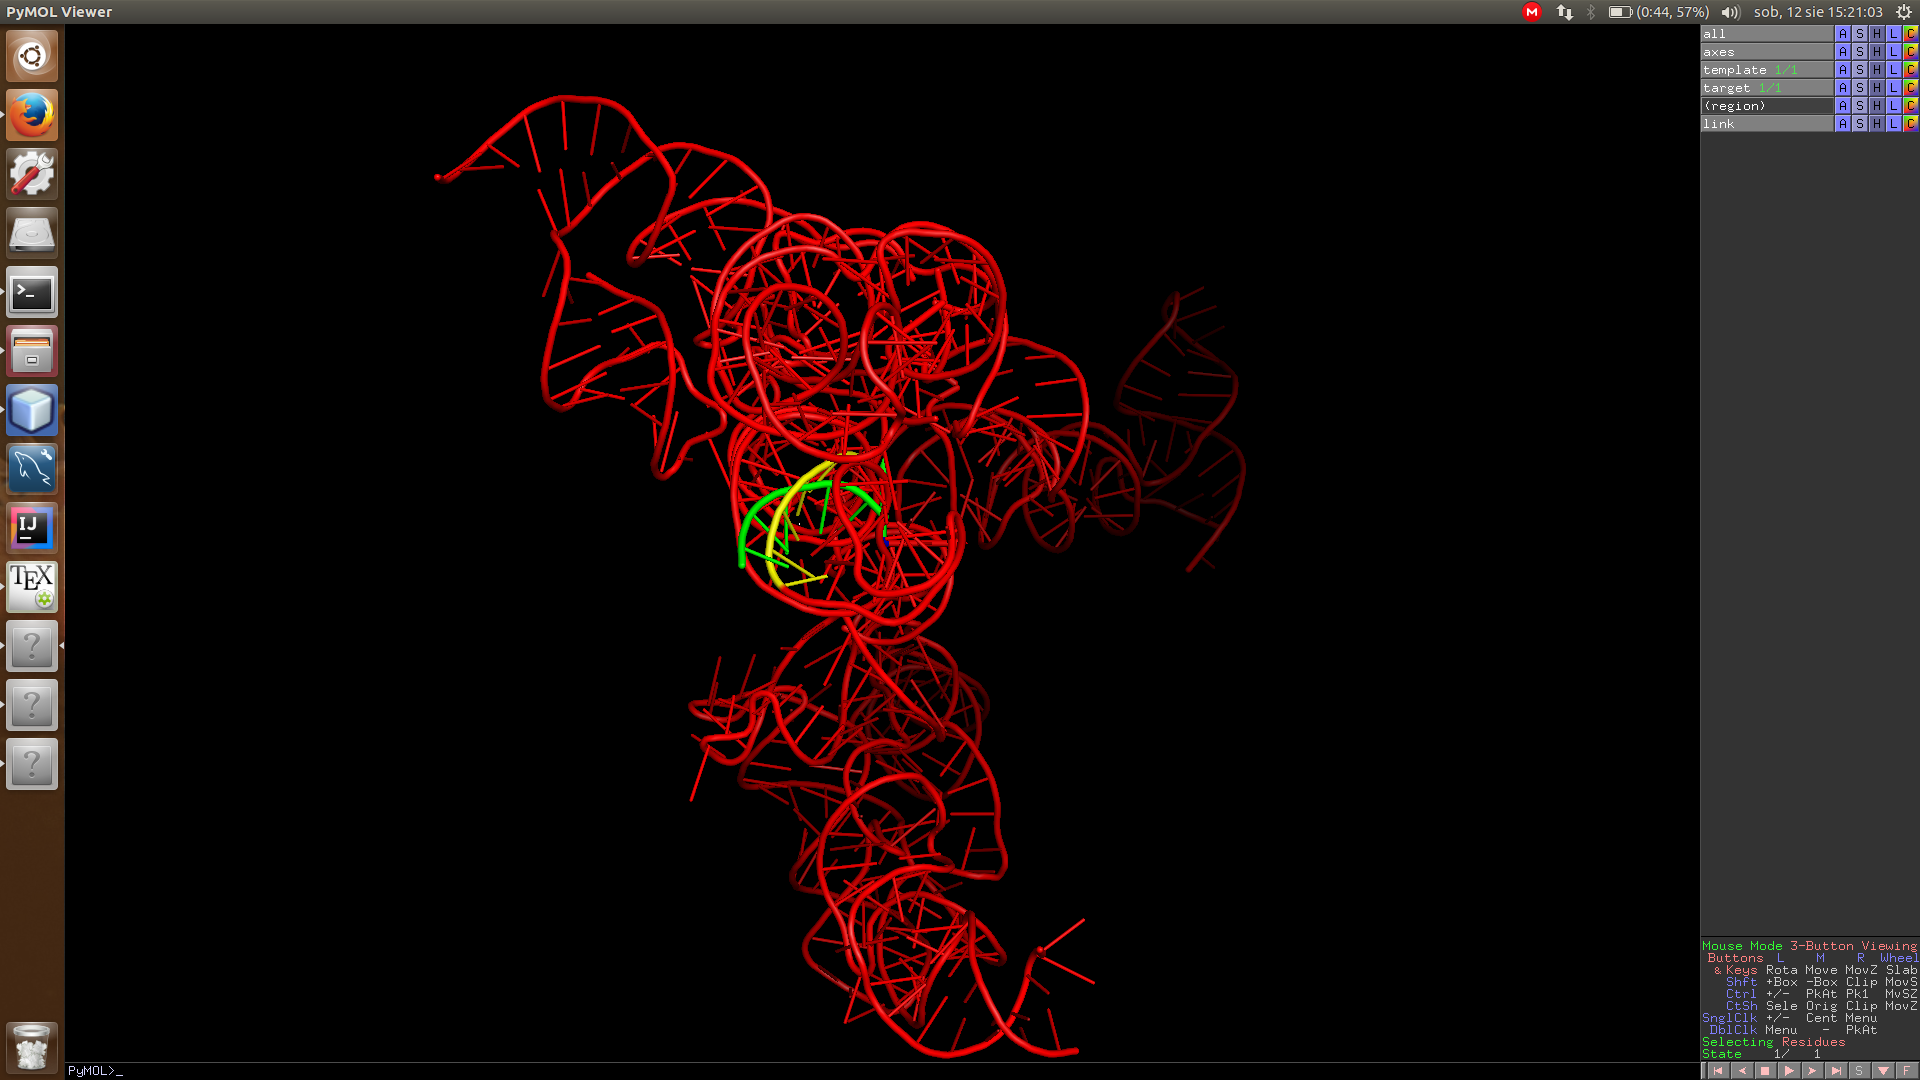 PyMOL Viewer
M (0:44, 57%) sob, 12 sie 15:21:03
all A S H L C
axes A S H L C
template 1/1 A S H L C
target 1/1 A S H L C
(region) A S H L C
link A S H L C
>_
IJ
TEX
?
?
?
Mouse Mode 3-Button Viewing
Buttons L M R Wheel
& Keys Rota Move MovZ Slab
Shft +Box -Box Clip MovS
Ctrl +/- PkAt Pk1 MvSZ
CtSh Sele Orig Clip MovZ
SnglClk +/- Cent Menu
DblClk Menu - PkAt
Selecting Residues
State 1/ 1
PyMOL>_
S F